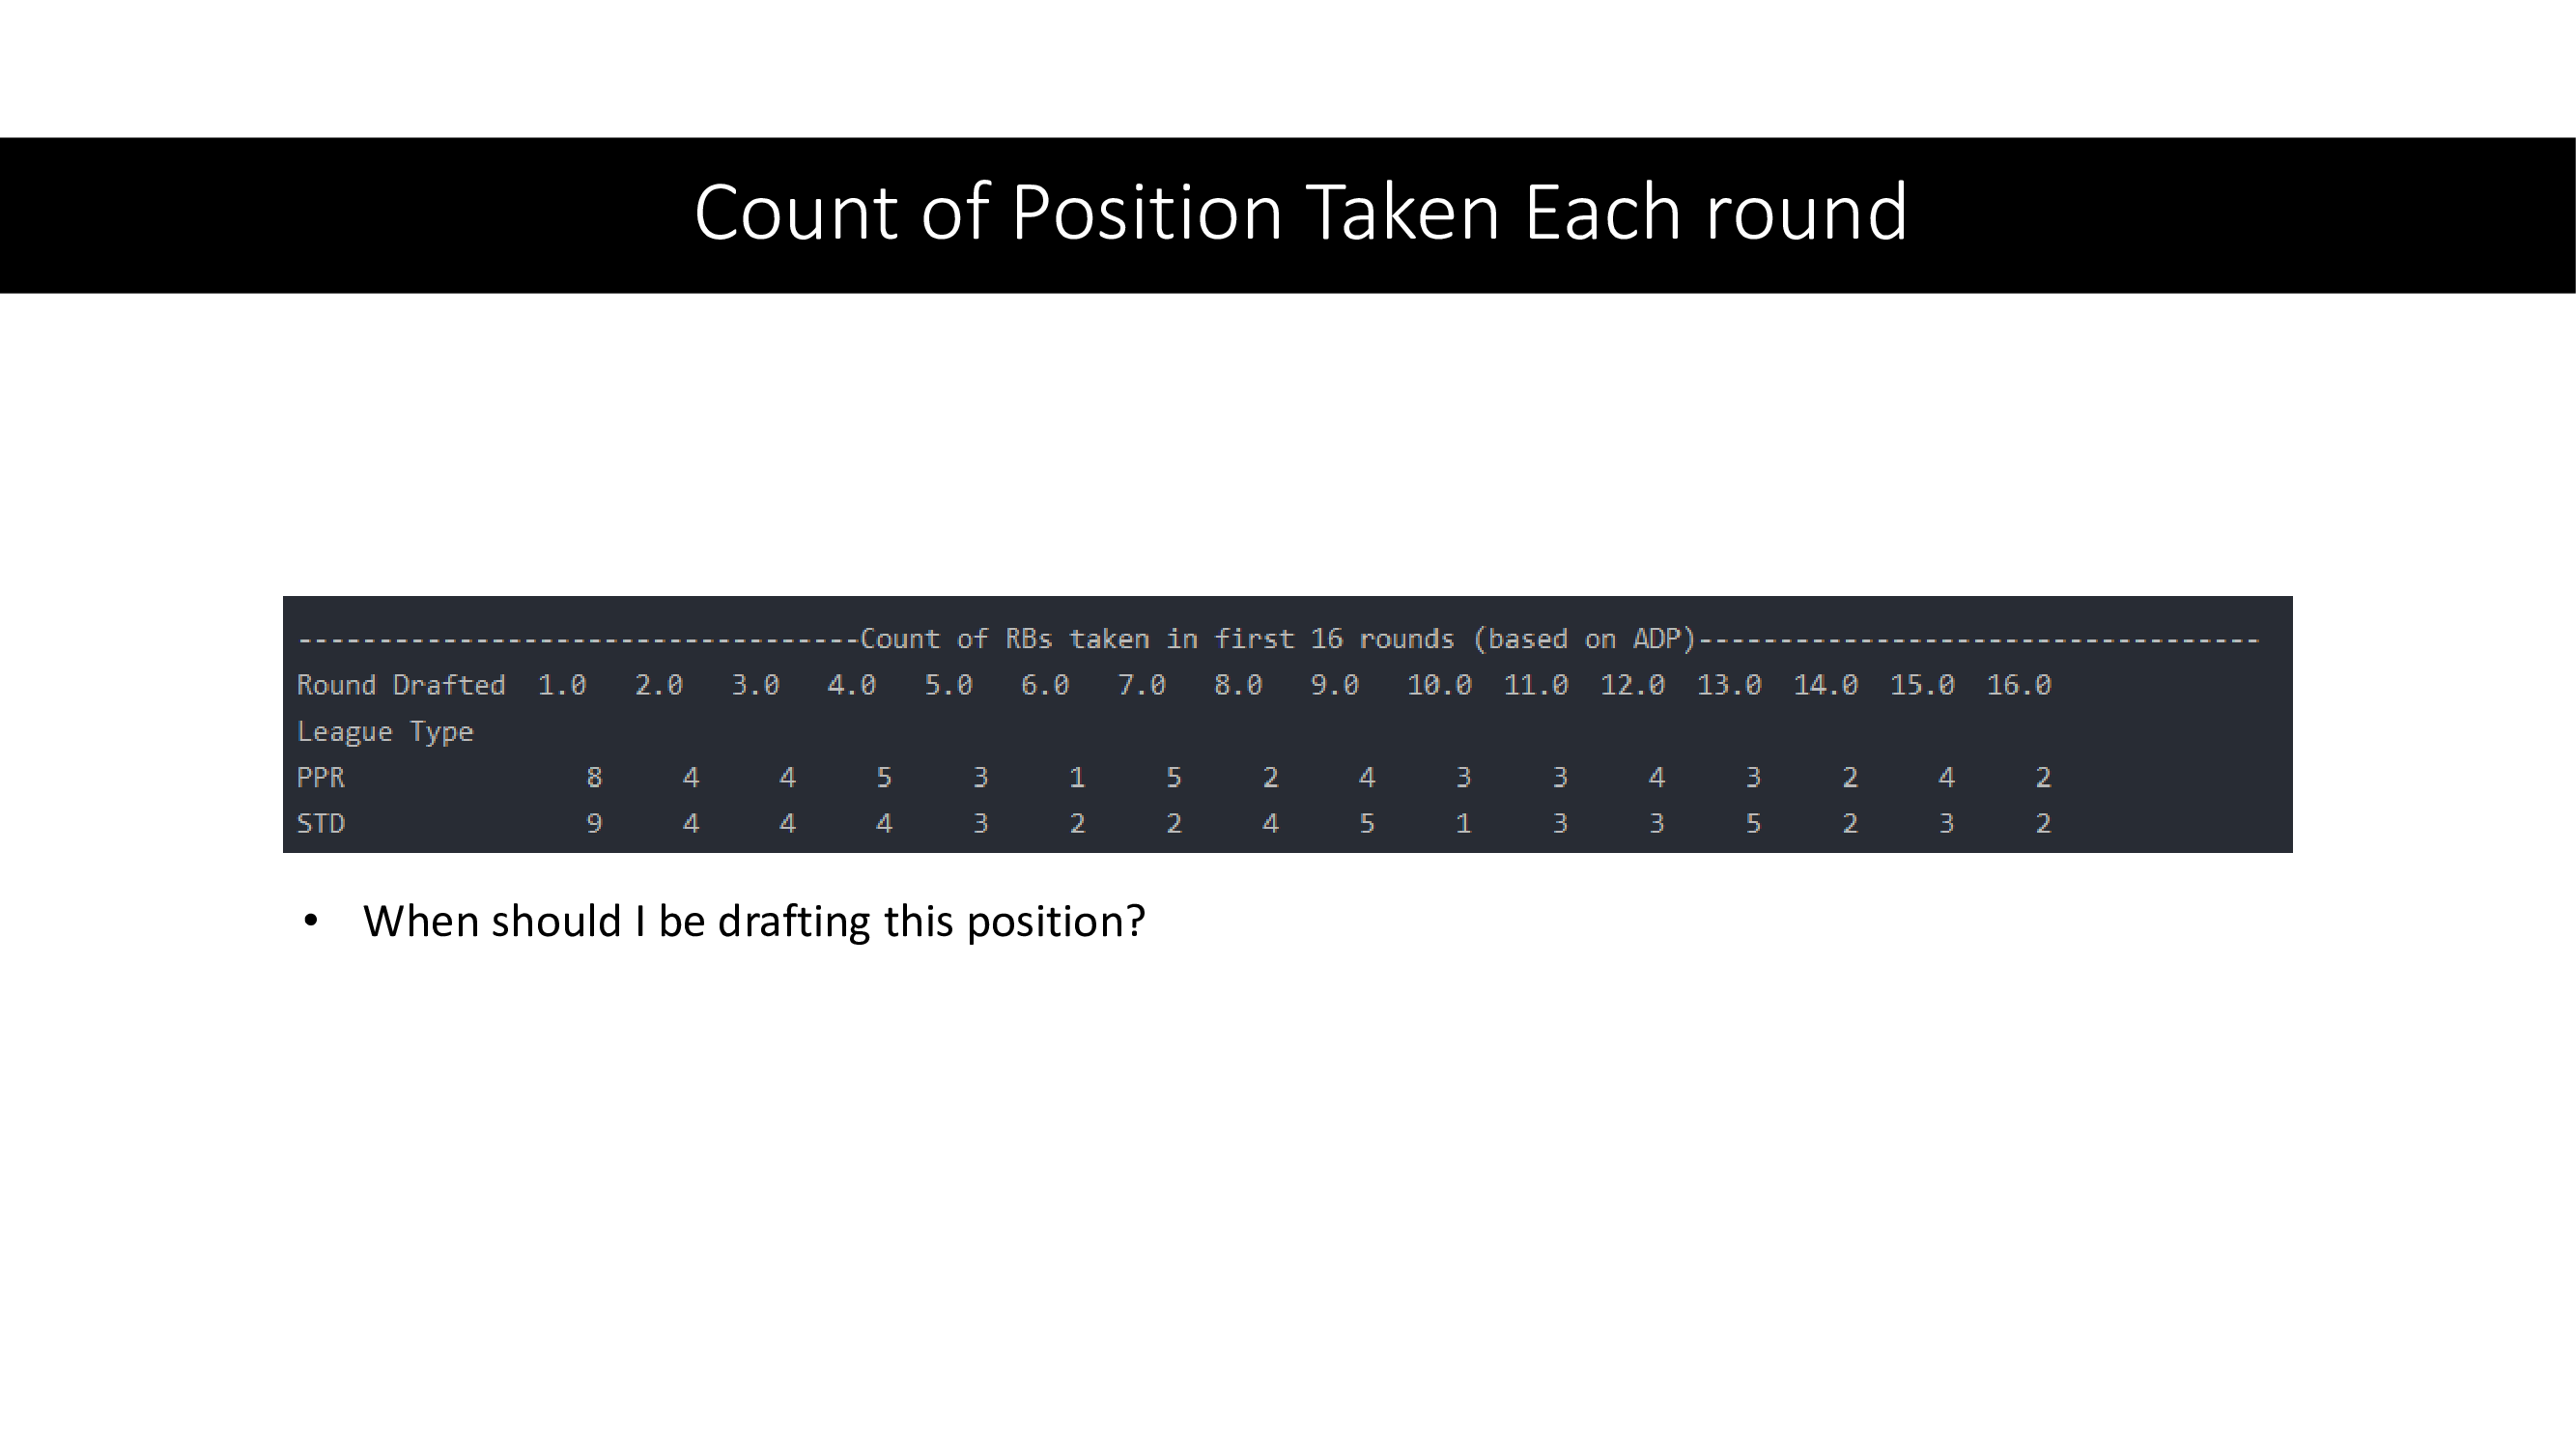 Count of Position Taken Each round
-----------------------------------Count of RBs taken in first 16 rounds (based on ADP)-----------------------------------
Round Drafted  1.0   2.0   3.0   4.0   5.0   6.0   7.0   8.0   9.0   10.0  11.0  12.0  13.0  14.0  15.0  16.0
League Type
PPR               8     4     4     5     3     1     5     2     4     3     3     4     3     2     4     2
STD               9     4     4     4     3     2     2     4     5     1     3     3     5     2     3     2
• When should I be drafting this position?